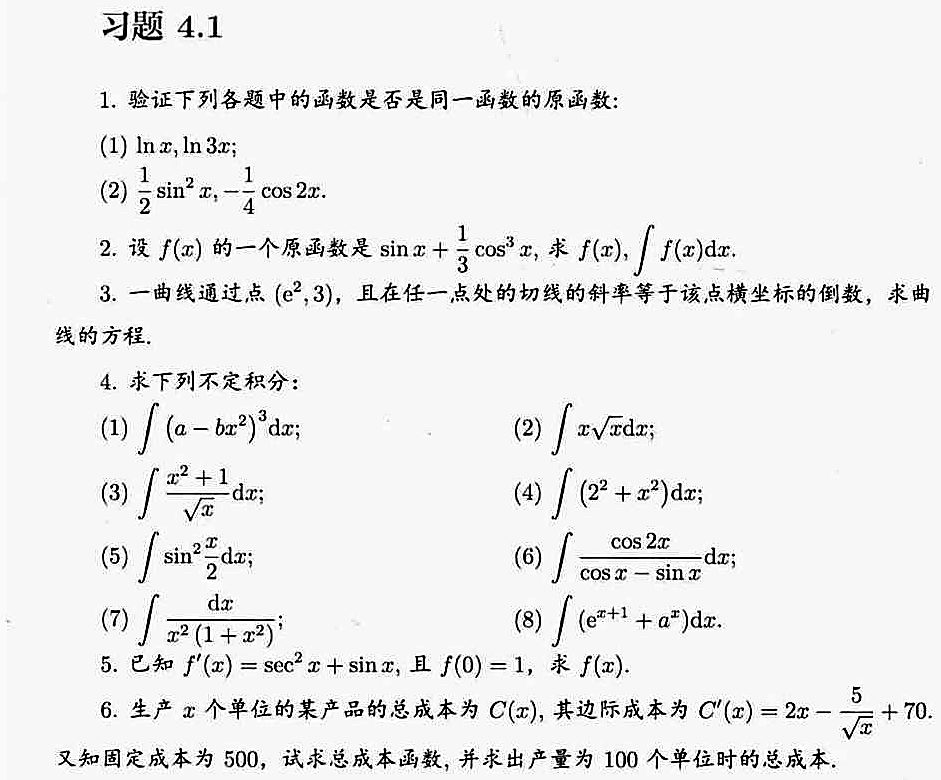 习题 4.1
1. 验证下列各题中的函数是否是同一函数的原函数:
(1) ln x, ln 3x;
(2) \frac{1}{2} sin² x, −\frac{1}{4} cos 2x.
2. 设 f(x) 的一个原函数是 sin x + \frac{1}{3} cos³ x, 求 f(x), ∫ f(x)dx.
3. 一曲线通过点 (e², 3), 且在任一点处的切线的斜率等于该点横坐标的倒数, 求曲
线的方程.
4. 求下列不定积分:
(1) ∫ (a − bx²)³ dx; (2) ∫ x√x dx;
(3) ∫ \frac{x² + 1}{√x} dx; (4) ∫ (2² + x²)dx;
(5) ∫ sin² \frac{x}{2} dx; (6) ∫ \frac{cos 2x}{cos x − sin x} dx;
(7) ∫ \frac{dx}{x² (1 + x²)}; (8) ∫ (e^{x+1} + a^x)dx.
5. 已知 f′(x) = sec² x + sin x, 且 f(0) = 1, 求 f(x).
6. 生产 x 个单位的某产品的总成本为 C(x), 其边际成本为 C′(x) = 2x − \frac{5}{√x} + 70.
又知固定成本为 500, 试求总成本函数, 并求出产量为 100 个单位时的总成本.